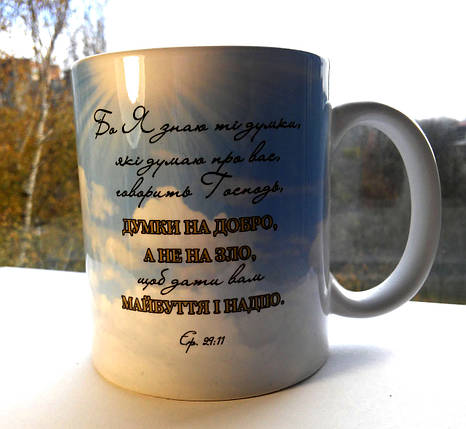 Бо Я знаю ті думки,
які думаю про вас,
говорить Господь,
ДУМКИ НА ДОБРО,
А НЕ НА ЗЛО,
щоб дати вам
МАЙБУТТЯ І НАДІЮ.
Єр. 29:11